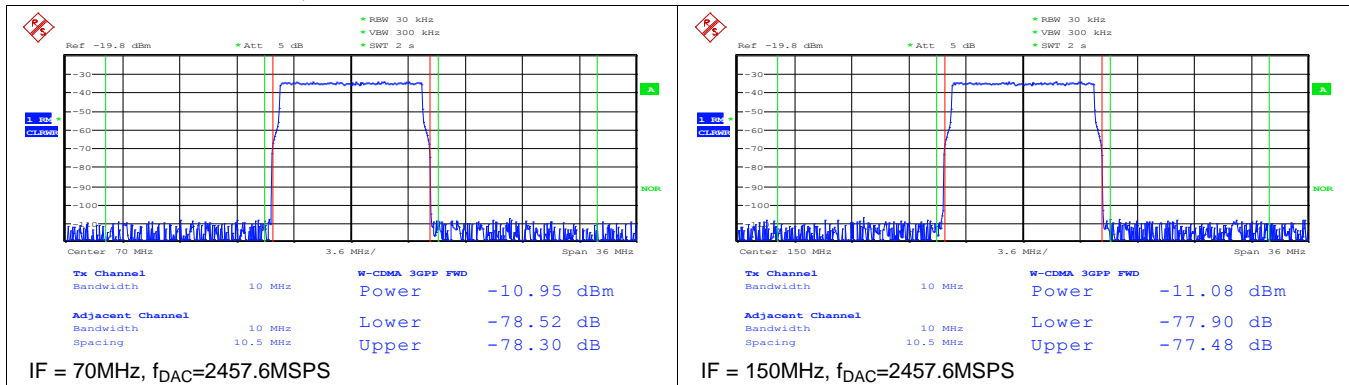 * RBW 30 kHz
* VBW 300 kHz
Ref -19.8 dBm * Att 5 dB * SWT 2 s
-30
A
-40
-50
1 RM *
CLRWR
-60
-70
-80
-90
NOR
-100
Center 70 MHz 3.6 MHz/ Span 36 MHz
Tx Channel W-CDMA 3GPP FWD
Bandwidth 10 MHz Power -10.95 dBm
Adjacent Channel
Bandwidth 10 MHz Lower -78.52 dB
Spacing 10.5 MHz Upper -78.30 dB
IF = 70MHz, fDAC=2457.6MSPS
* RBW 30 kHz
* VBW 300 kHz
Ref -19.8 dBm * Att 5 dB * SWT 2 s
-30
A
-40
-50
1 RM *
CLRWR
-60
-70
-80
-90
NOR
-100
Center 150 MHz 3.6 MHz/ Span 36 MHz
Tx Channel W-CDMA 3GPP FWD
Bandwidth 10 MHz Power -11.08 dBm
Adjacent Channel
Bandwidth 10 MHz Lower -77.90 dB
Spacing 10.5 MHz Upper -77.48 dB
IF = 150MHz, fDAC=2457.6MSPS